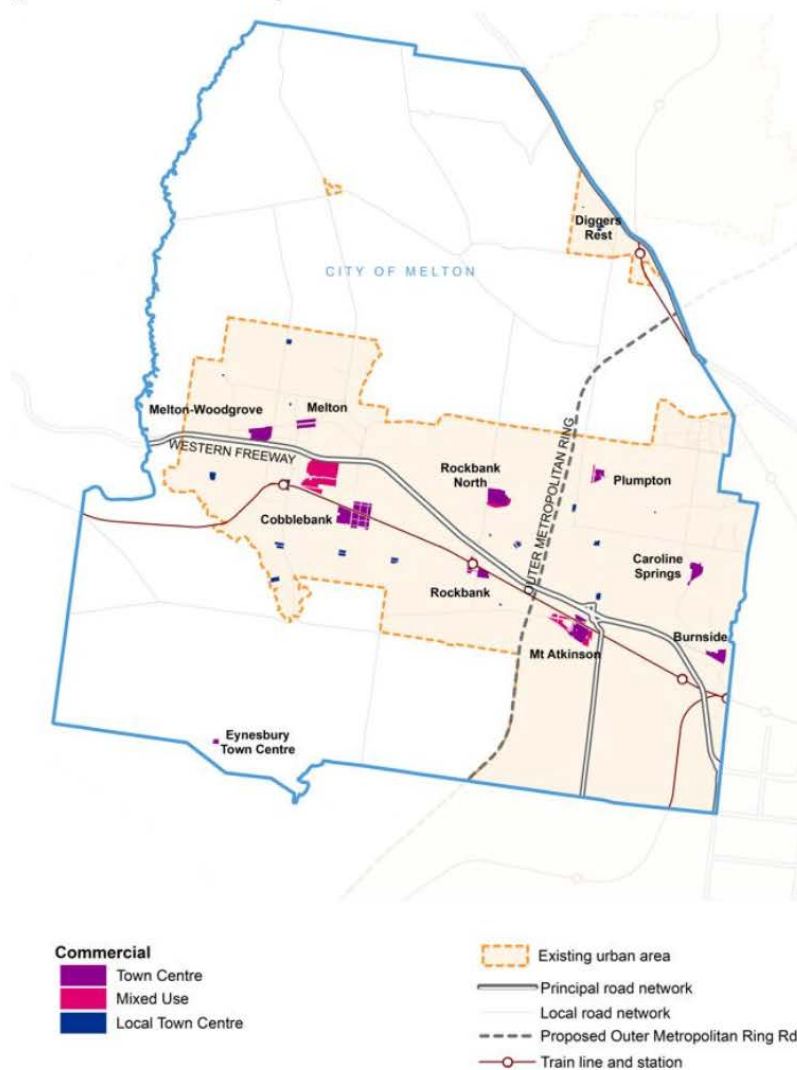 Diggers
Rest
CITY OF MELTON
Melton-Woodgrove
Melton
WESTERN FREEWAY
Rockbank
North
OUTER METROPOLITAN RING
Plumpton
Cobblebank
Caroline
Springs
Rockbank
Burnside
Mt Atkinson
Eynesbury
Town Centre
Commercial
Town Centre
Mixed Use
Local Town Centre
Existing urban area
Principal road network
Local road network
Proposed Outer Metropolitan Ring Rd
Train line and station